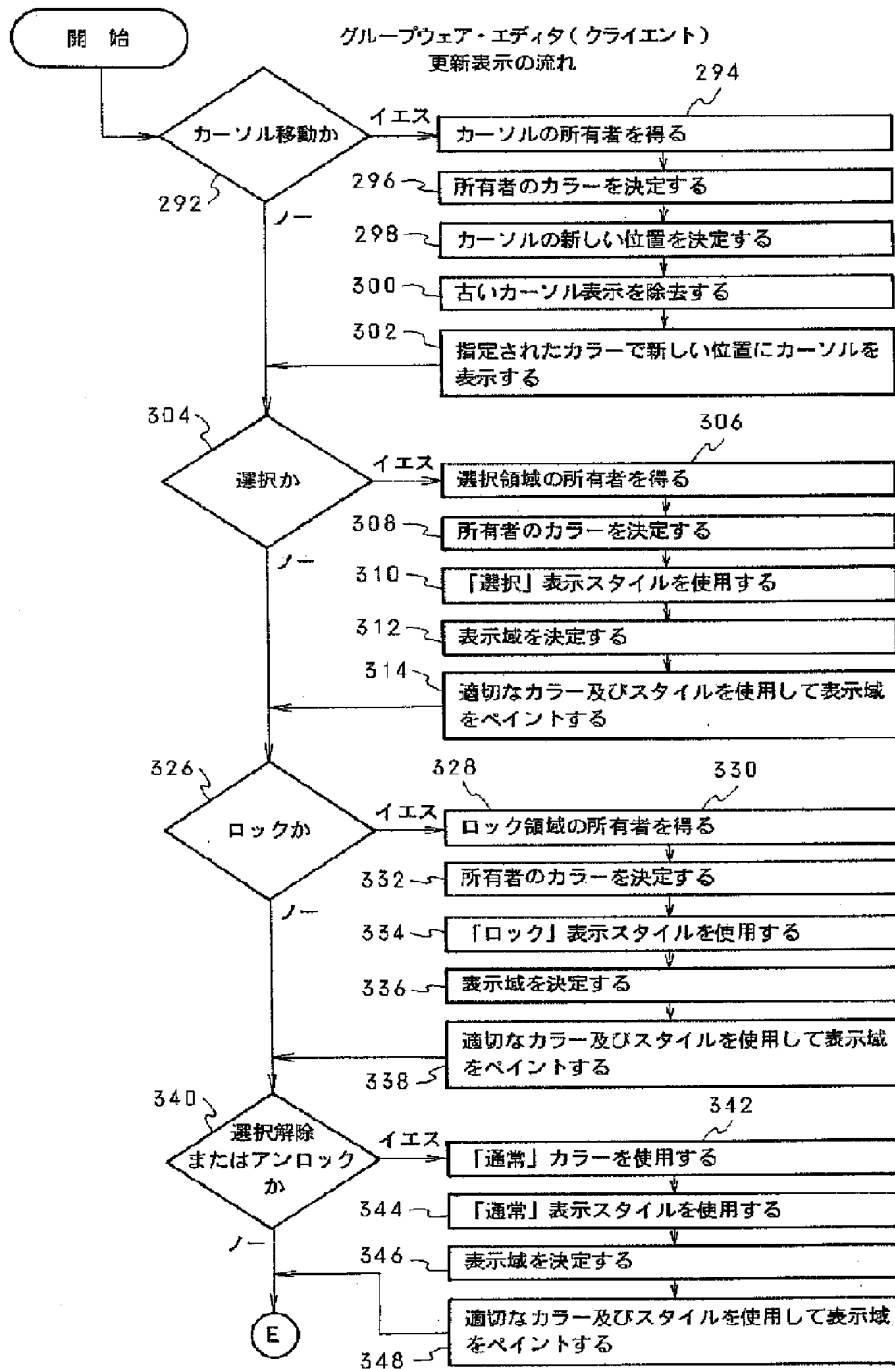 開 始
グループウェア・エディタ(クライエント)
更新表示の流れ
294
カーソル移動か
イエス
カーソルの所有者を得る
292
ノー
296
所有者のカラーを決定する
298
カーソルの新しい位置を決定する
300
古いカーソル表示を除去する
302
指定されたカラーで新しい位置にカーソルを
表示する
304
306
選択か
イエス
選択領域の所有者を得る
308
所有者のカラーを決定する
ノー
310
「選択」表示スタイルを使用する
312
表示域を決定する
314
適切なカラー及びスタイルを使用して表示域
をペイントする
326
328
330
ロックか
イエス
ロック領域の所有者を得る
332
所有者のカラーを決定する
ノー
334
「ロック」表示スタイルを使用する
336
表示域を決定する
適切なカラー及びスタイルを使用して表示域
をペイントする
338
340
342
選択解除
またはアンロック
か
イエス
「通常」カラーを使用する
344
「通常」表示スタイルを使用する
ノー
346
表示域を決定する
適切なカラー及びスタイルを使用して表示域
をペイントする
348
E